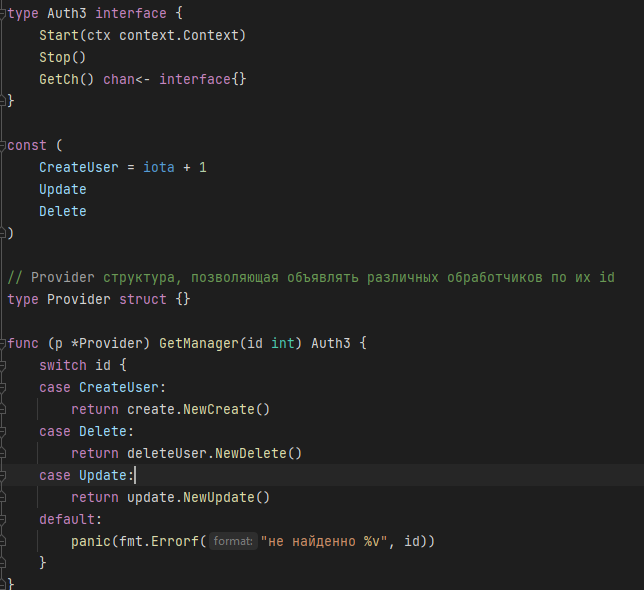 type Auth3 interface {
    Start(ctx context.Context)
    Stop()
    GetCh() chan<- interface{}
}
const (
    CreateUser = iota + 1
    Update
    Delete
)
// Provider структура, позволяющая объявлять различных обработчиков по их id
type Provider struct {}
func (p *Provider) GetManager(id int) Auth3 {
    switch id {
    case CreateUser:
        return create.NewCreate()
    case Delete:
        return deleteUser.NewDelete()
    case Update:
        return update.NewUpdate()
    default:
        panic(fmt.Errorf( format: "не найденно %v", id))
    }
}